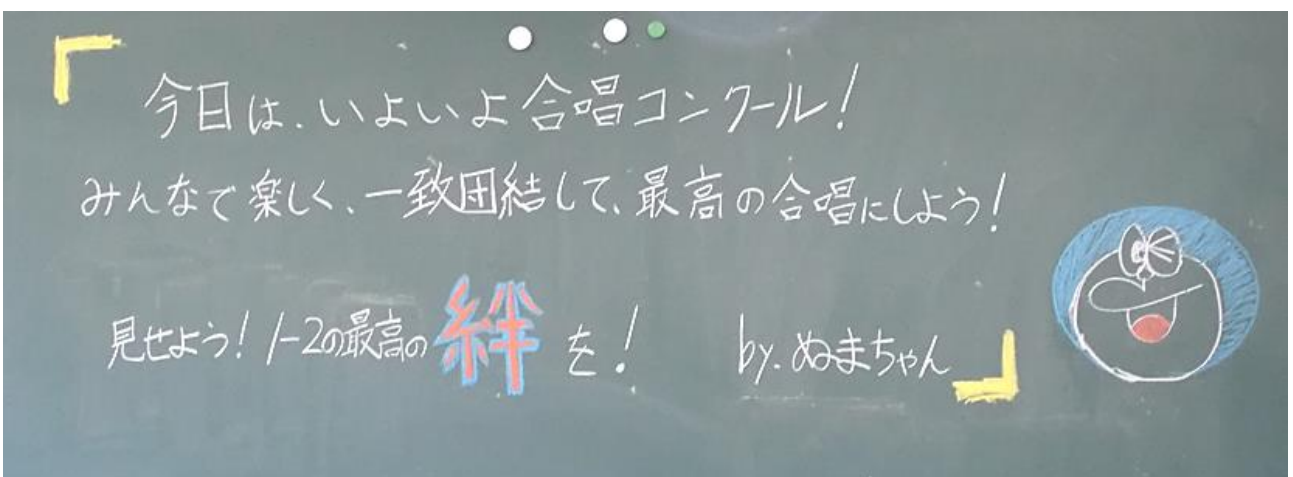 「今日は、いよいよ合唱コンクール!
みんなで楽しく、一致団結して、最高の合唱にしよう!
見せよう! 1-2の最高の絆を! by.ぬまちゃん」